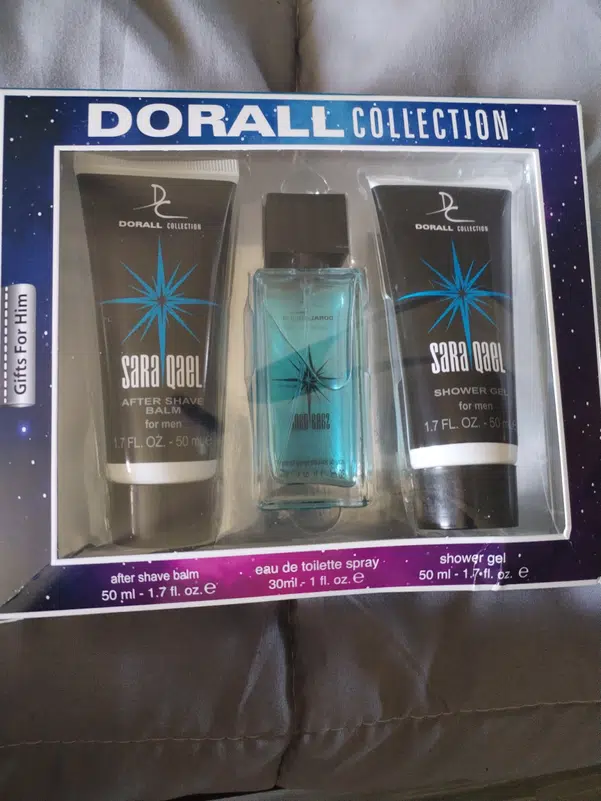 DORALL COLLECTION
Gifts For Him
DC
DORALL COLLECTION
SARA QAEL
AFTER SHAVE
BALM
for men
1.7 FL. OZ. - 50 ml e
DORALL
DC
DORALL COLLECTION
SARA QAEL
SHOWER GEL
for men
1.7 FL. OZ. - 50 m
after shave balm
50 ml - 1.7 fl. oz. e
eau de toilette spray
30ml - 1 fl. oz. e
shower gel
50 ml - 1.7 fl. oz. e